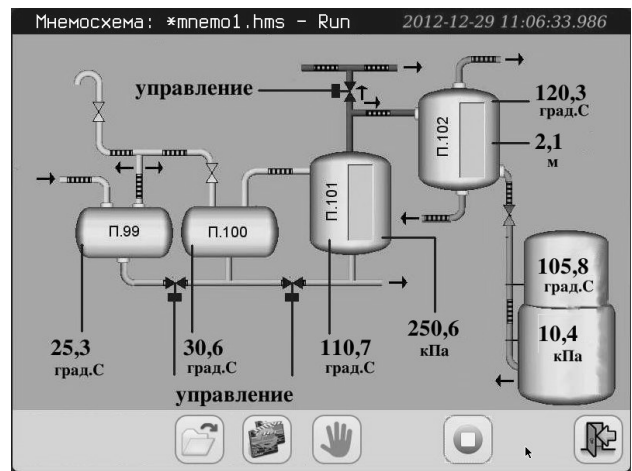 Мнемосхема: *mnemo1.hms - Run
2012-12-29 11:06:33.986
управление
120,3
град.С
П.102
2,1
м
П.101
П.99
П.100
105,8
град.С
250,6
кПа
10,4
кПа
25,3
град.С
30,6
град.С
110,7
град.С
управление